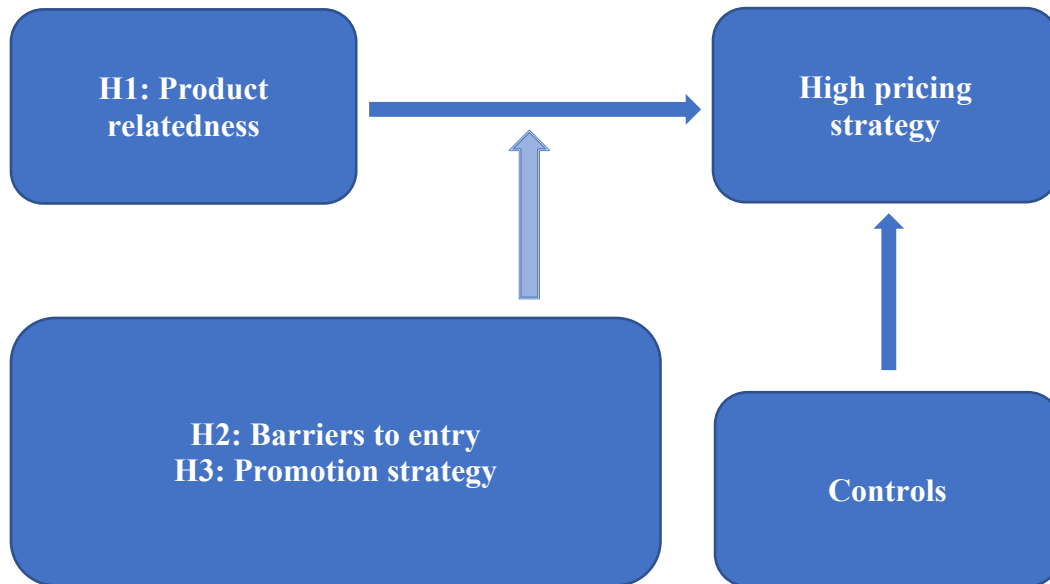 H1: Product
relatedness
High pricing
strategy
H2: Barriers to entry
H3: Promotion strategy
Controls